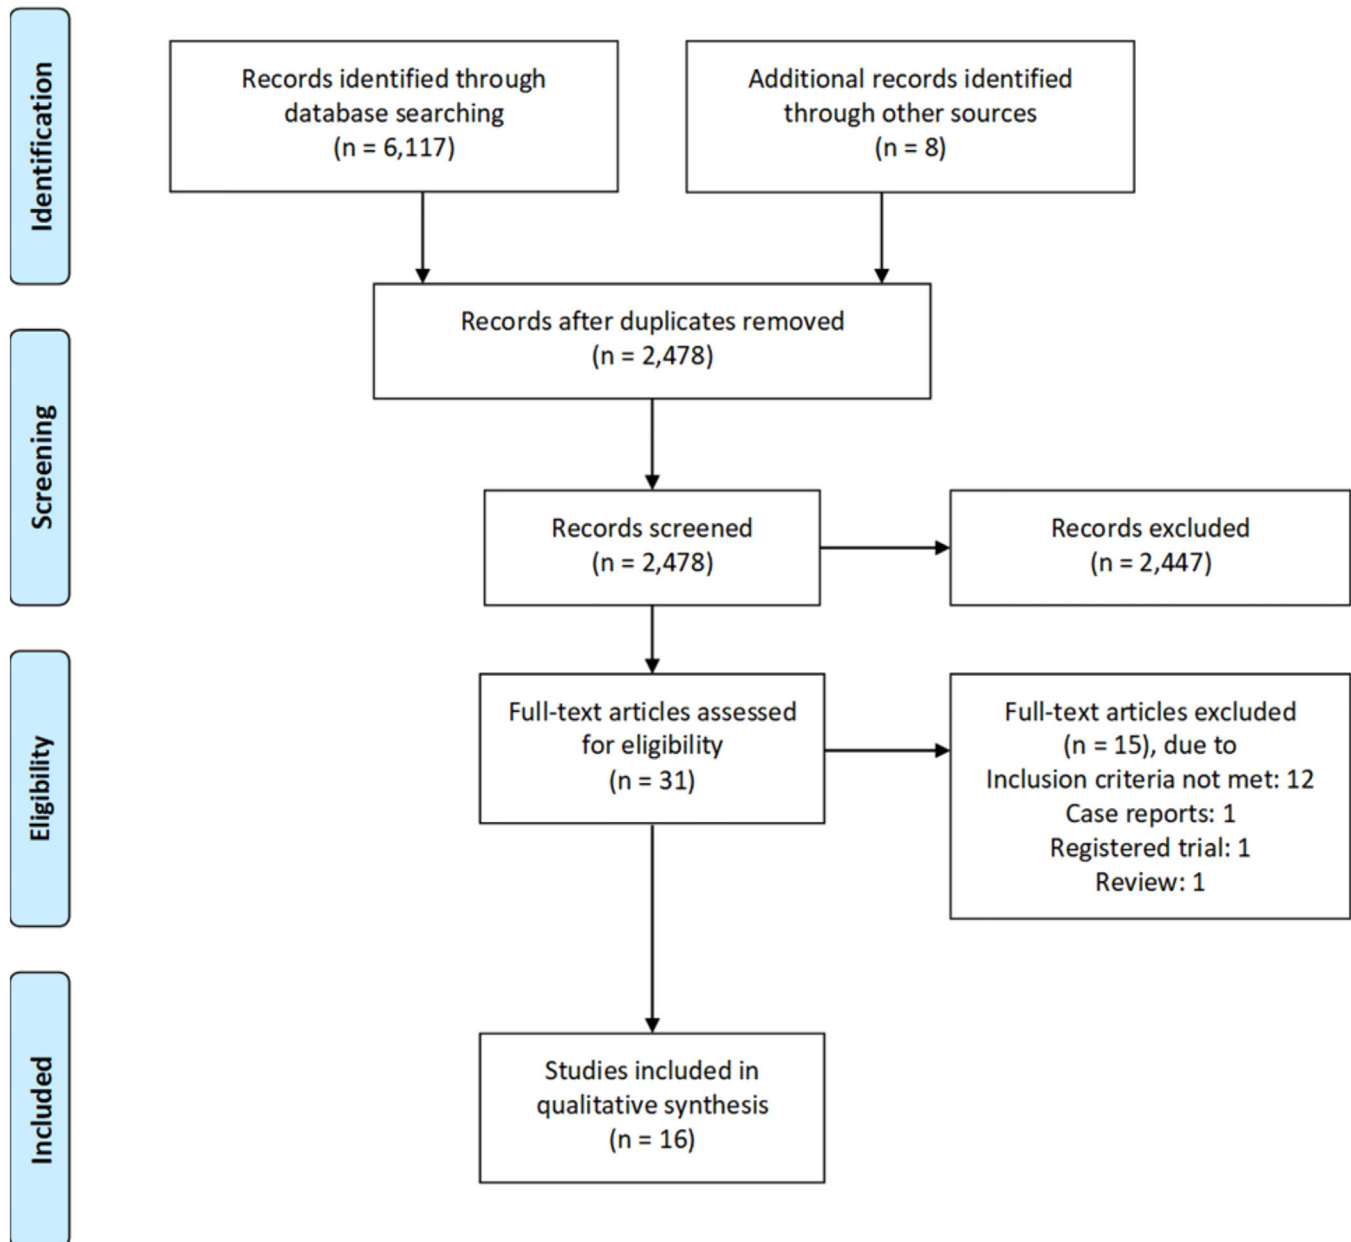 Identification
Records identified through
database searching
(n = 6,117)
Additional records identified
through other sources
(n = 8)
Records after duplicates removed
(n = 2,478)
Screening
Records screened
(n = 2,478)
Records excluded
(n = 2,447)
Eligibility
Full-text articles assessed
for eligibility
(n = 31)
Full-text articles excluded
(n = 15), due to
Inclusion criteria not met: 12
Case reports: 1
Registered trial: 1
Review: 1
Included
Studies included in
qualitative synthesis
(n = 16)